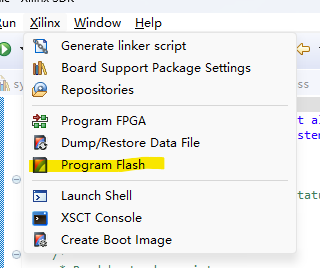 Xilinx SDK
Run Xilinx Window Help
Generate linker script
Board Support Package Settings
Repositories
Program FPGA
Dump/Restore Data File
Program Flash
Launch Shell
XSCT Console
Create Boot Image